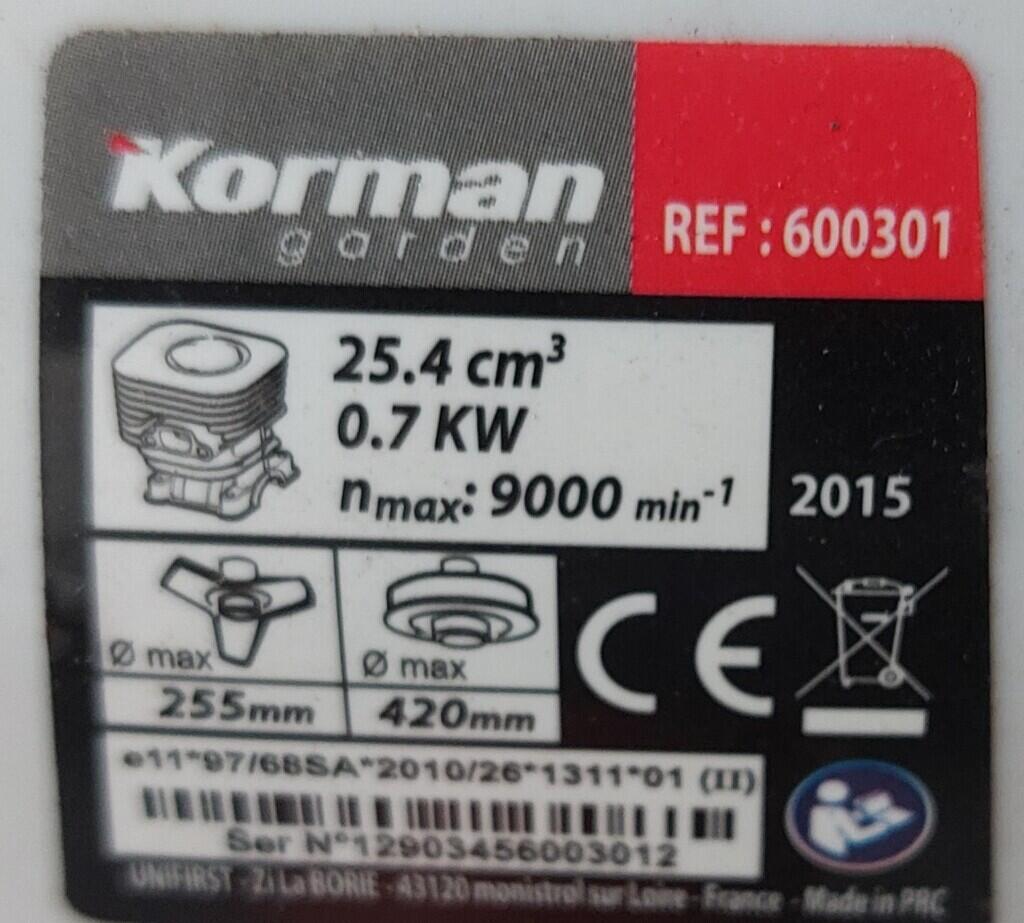 Korman
garden
REF : 600301
25.4 cm³
0.7 KW
nmax: 9000 min⁻¹
2015
Ø max
255mm
Ø max
420mm
CE
e11*97/68SA*2010/26*1311*01 (II)
Ser N°12903456003012
UNIFIRST - Zi La BORIE - 43120 monistrol sur Loire - France - Made in PRC